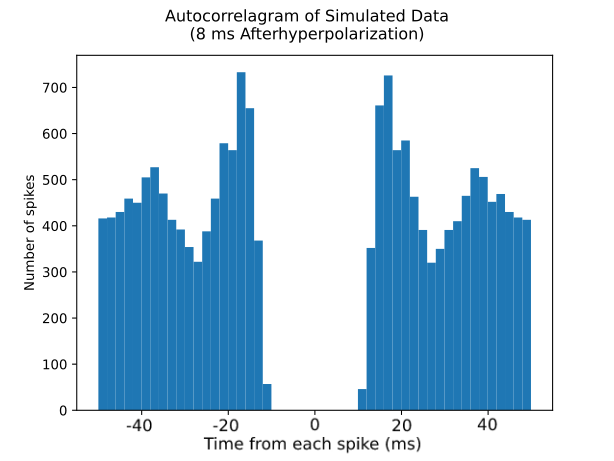 Autocorrelagram of Simulated Data
(8 ms Afterhyperpolarization)
700
600
500
400
300
200
100
0
Number of spikes
-40 -20 0 20 40
Time from each spike (ms)